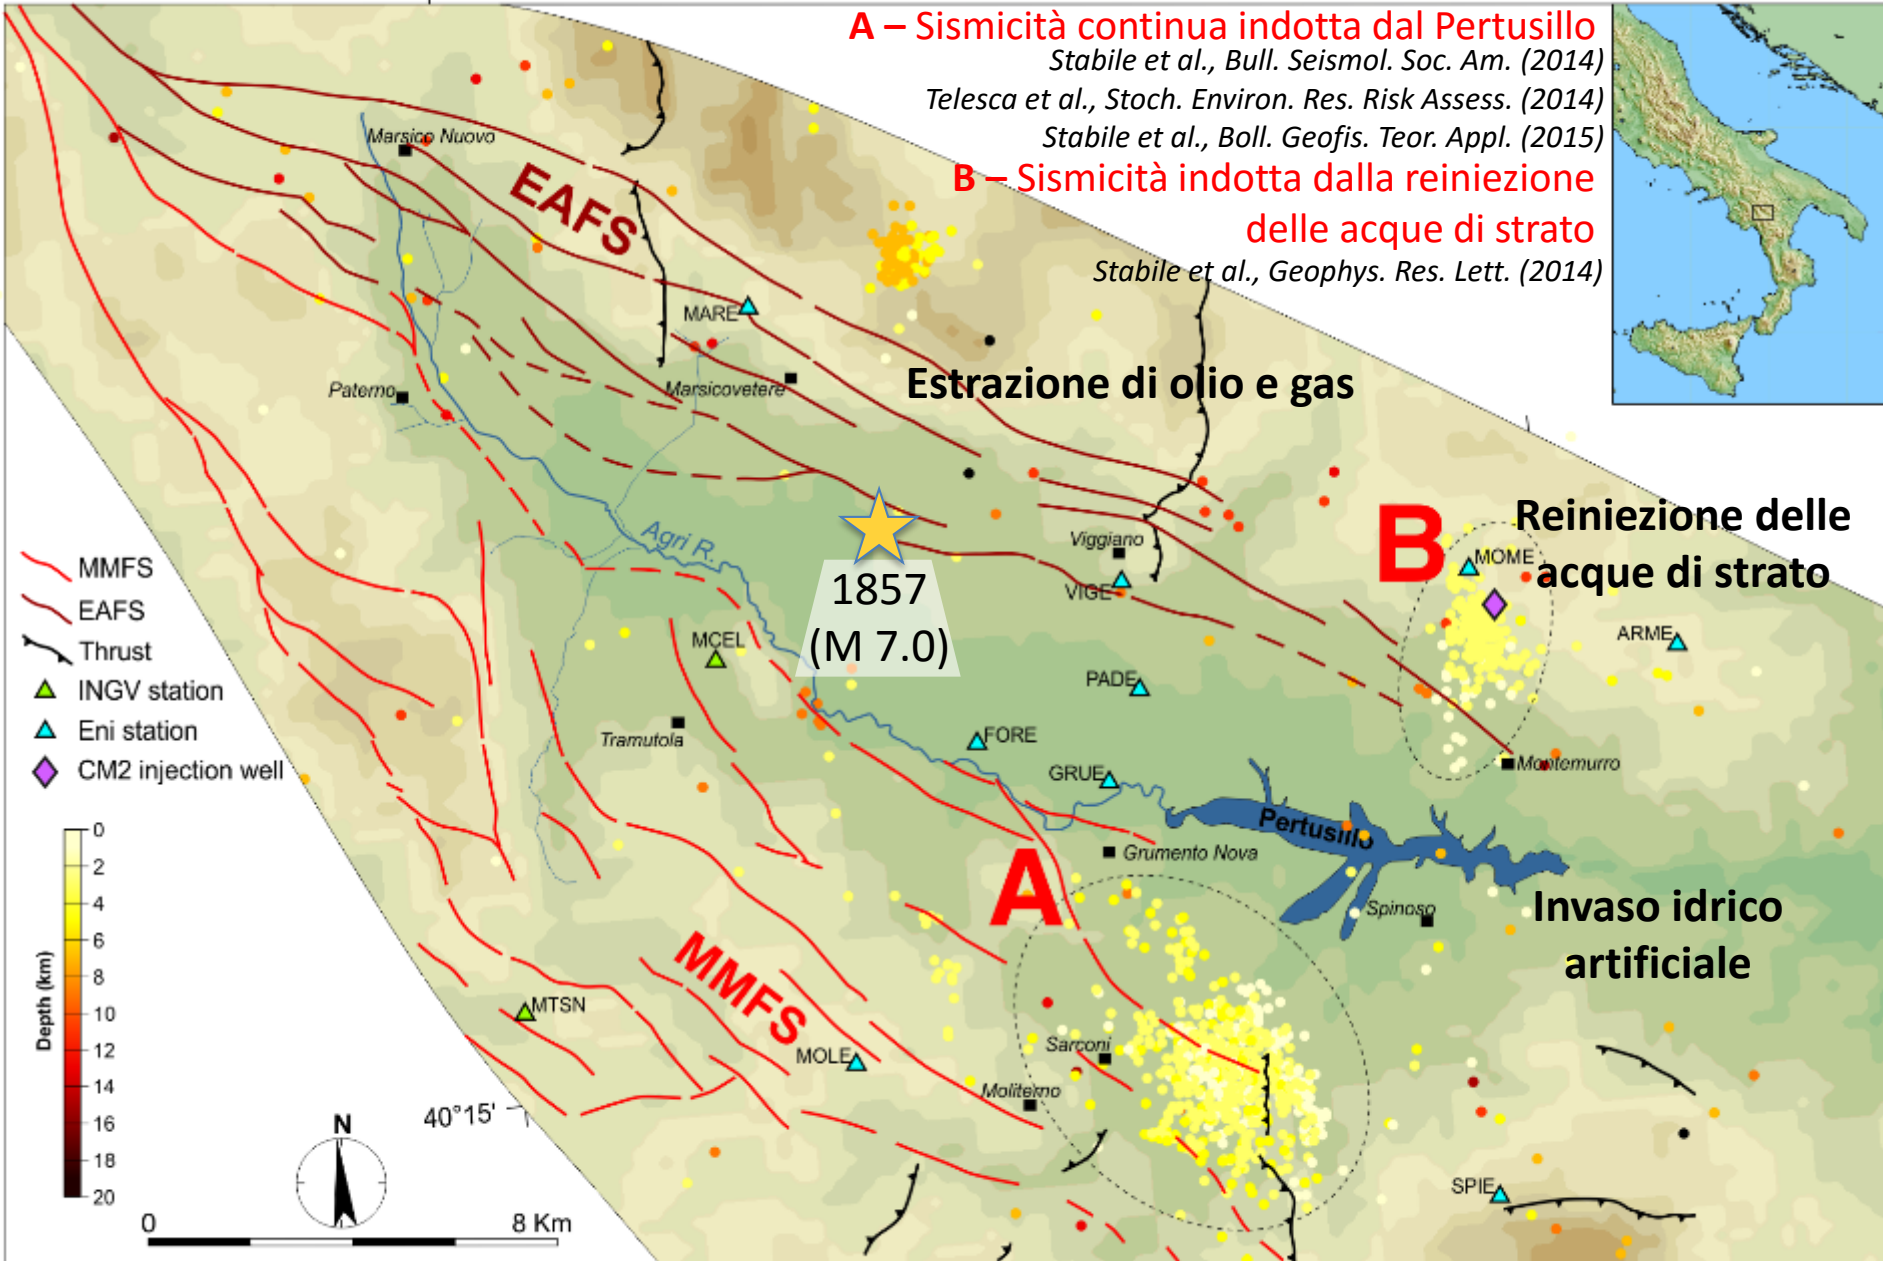 A – Sismicità continua indotta dal Pertusillo
Stabile et al., Bull. Seismol. Soc. Am. (2014)
Telesca et al., Stoch. Environ. Res. Risk Assess. (2014)
Stabile et al., Boll. Geofis. Teor. Appl. (2015)
B – Sismicità indotta dalla reiniezione
delle acque di strato
Stabile et al., Geophys. Res. Lett. (2014)
Marsico Nuovo
EAFS
MARE
Paterno
Marsicovetere
Estrazione di olio e gas
Agri R.
1857
(M 7.0)
Viggiano
VIGE
B
Reiniezione delle
acque di strato
MOME
ARME
MMFS
EAFS
Thrust
INGV station
Eni station
CM2 injection well
MCEL
Tramutola
PADE
FORE
GRUE
Montemurro
Pertusillo
Grumento Nova
A
Spinoso
Invaso idrico
artificiale
Depth (km)
0
2
4
6
8
10
12
14
16
18
20
MMFS
MTSN
MOLE
Sarconi
Moliterno
40°15'
N
0
8 Km
SPIE